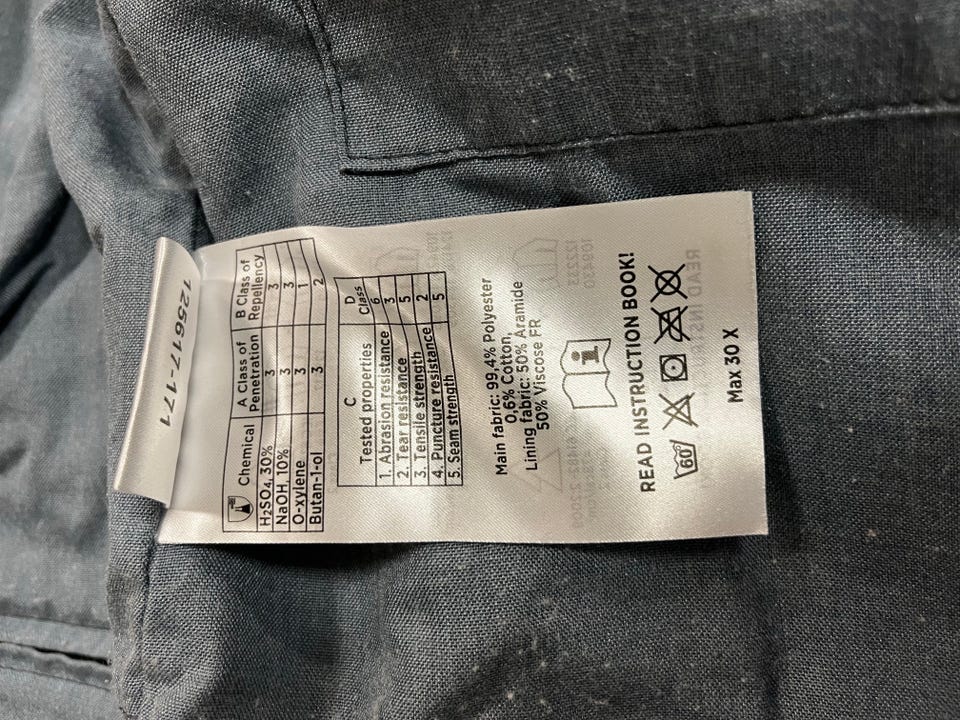 125617-171
Chemical A Class of Penetration B Class of Repellency
H2SO4, 30% 3 3
NaOH, 10% 3 3
O-xylene 3 1
Butan-1-ol 3 2
C D
Tested properties Class
1. Abrasion resistance 6
2. Tear resistance 3
3. Tensile strength 5
4. Puncture resistance 2
5. Seam strength 5
Main fabric: 99,4% Polyester
0,6% Cotton,
Lining fabric: 50% Aramide
50% Viscose FR
i
READ INSTRUCTION BOOK!
60
Max 30 X